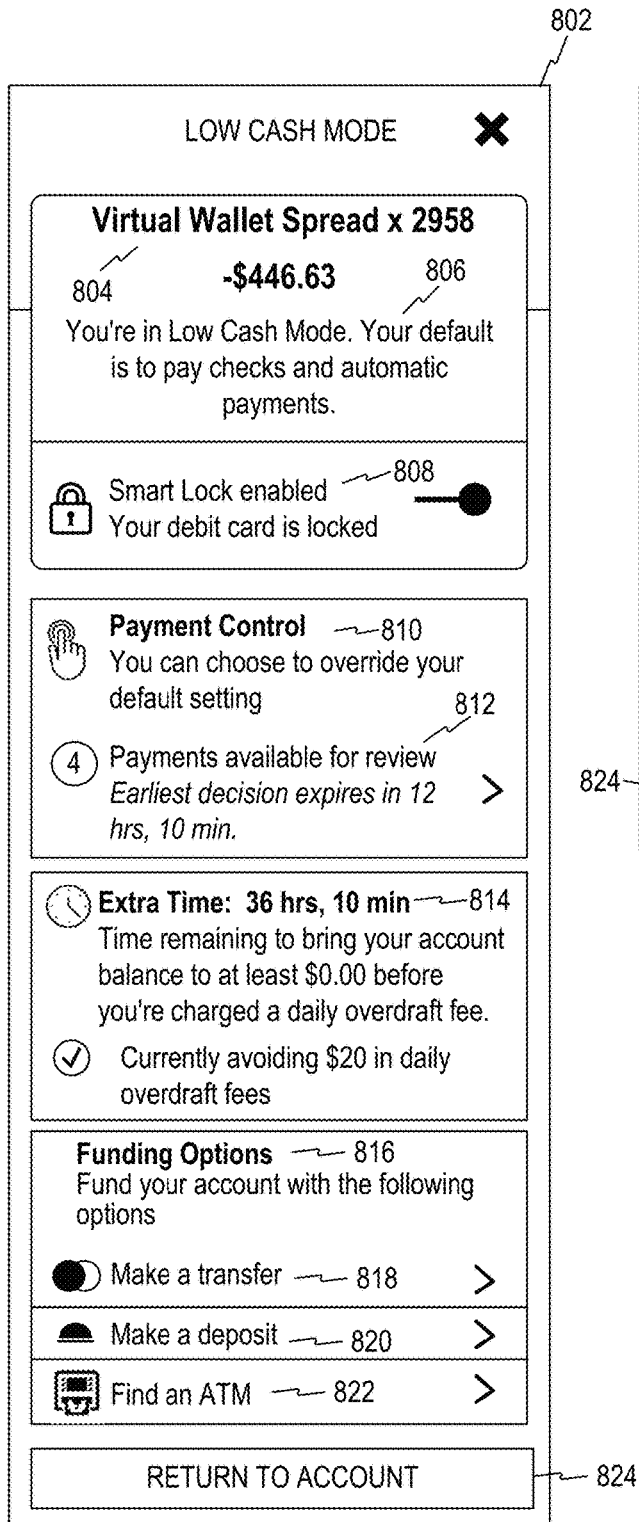 802
LOW CASH MODE
Virtual Wallet Spread x 2958
804
-$446.63
806
You're in Low Cash Mode. Your default
is to pay checks and automatic
payments.
Smart Lock enabled
808
Your debit card is locked
Payment Control
810
You can choose to override your
default setting
812
4
Payments available for review
Earliest decision expires in 12
hrs, 10 min.
824
Extra Time: 36 hrs, 10 min
814
Time remaining to bring your account
balance to at least $0.00 before
you're charged a daily overdraft fee.
Currently avoiding $20 in daily
overdraft fees
Funding Options
816
Fund your account with the following
options
Make a transfer
818
Make a deposit
820
Find an ATM
822
RETURN TO ACCOUNT
824